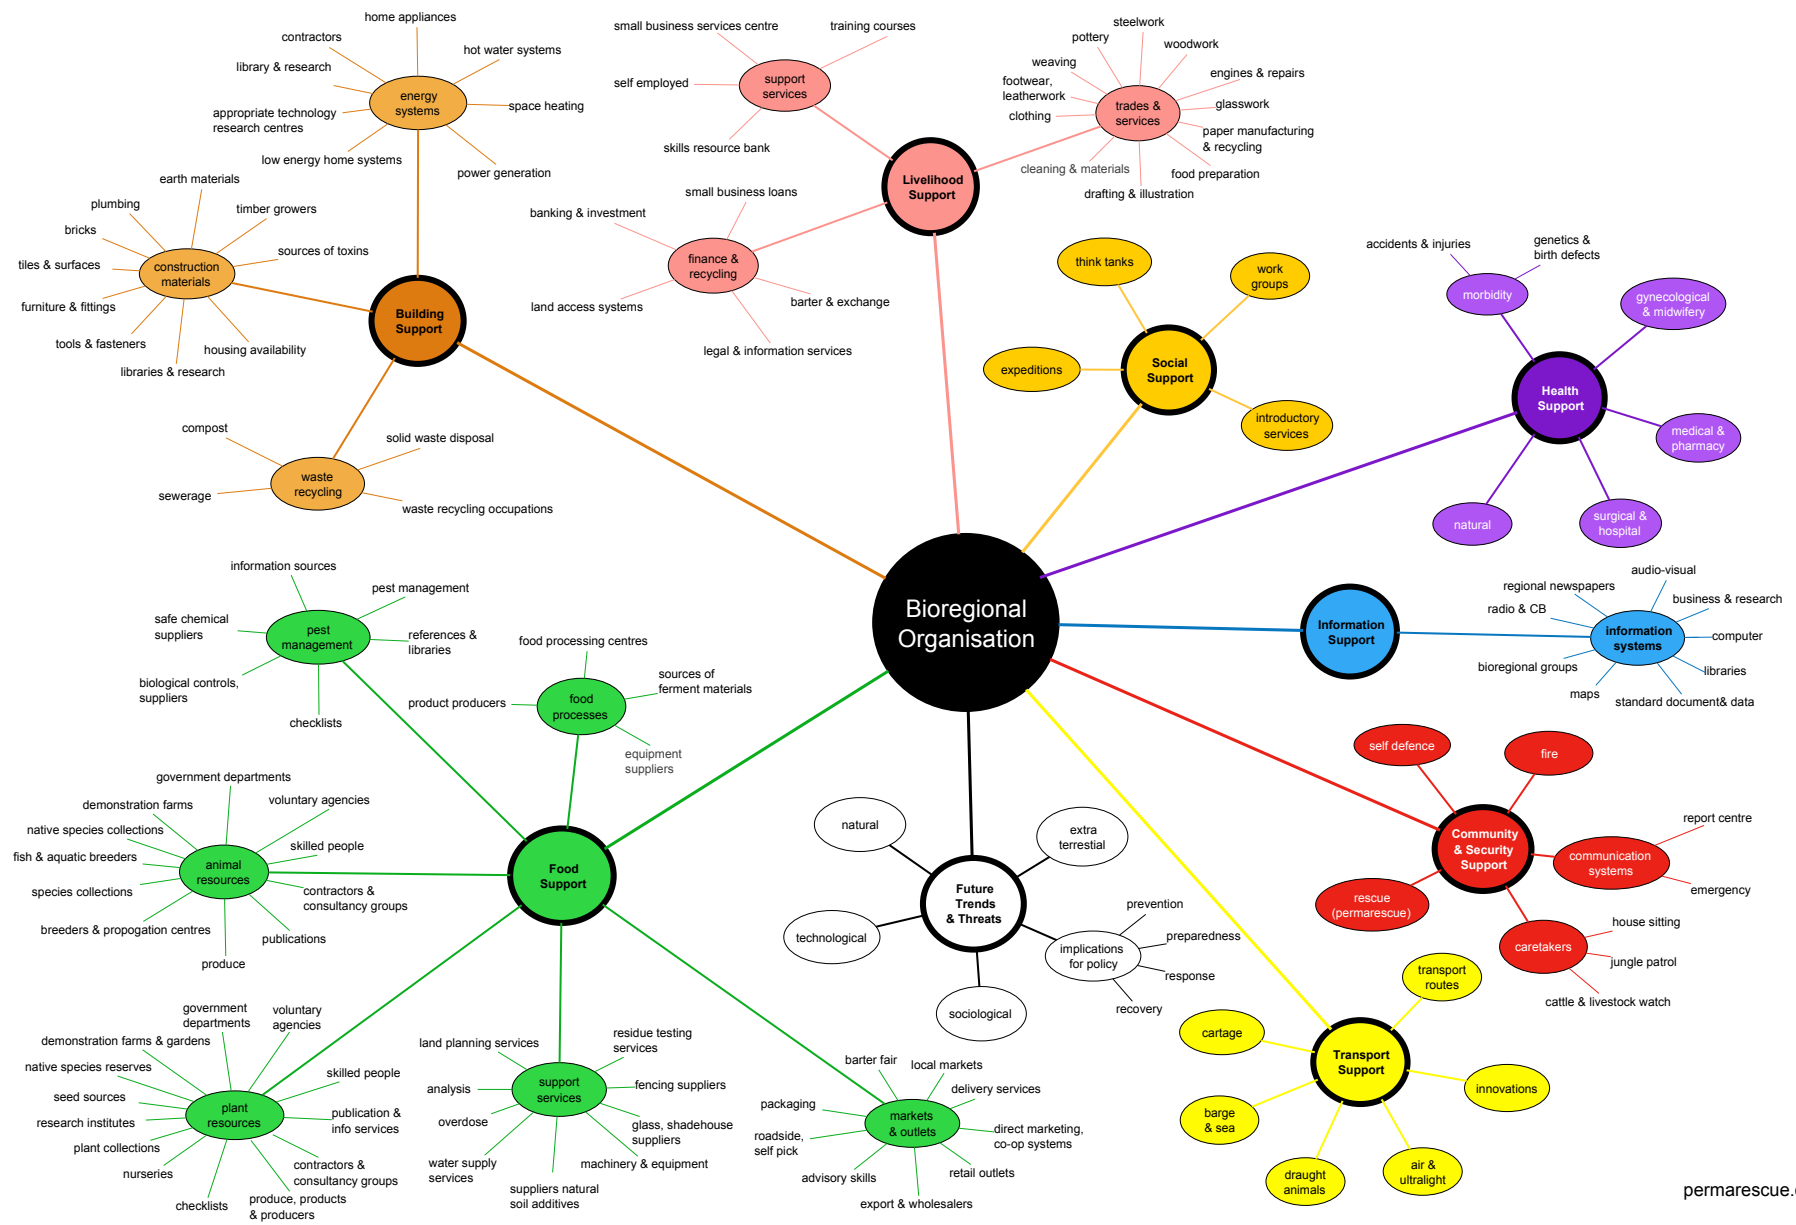 Bioregional
Organisation
Building
Support
energy
systems
home appliances
contractors
hot water systems
library & research
space heating
appropriate technology
research centres
low energy home systems
power generation
construction
materials
earth materials
plumbing
timber growers
bricks
sources of toxins
tiles & surfaces
furniture & fittings
tools & fasteners
housing availability
libraries & research
waste
recycling
compost
solid waste disposal
sewerage
waste recycling occupations
Livelihood
Support
support
services
small business services centre
training courses
self employed
skills resource bank
trades &
services
steelwork
pottery
woodwork
weaving
engines & repairs
footwear,
leatherwork
glasswork
clothing
paper manufacturing
& recycling
cleaning & materials
food preparation
drafting & illustration
finance &
recycling
small business loans
banking & investment
land access systems
barter & exchange
legal & information services
Social
Support
think tanks
work
groups
expeditions
introductory
services
Health
Support
morbidity
accidents & injuries
genetics &
birth defects
gynecological
& midwifery
medical &
pharmacy
surgical &
hospital
natural
Information
Support
information
systems
audio-visual
regional newspapers
business & research
radio & CB
computer
bioregional groups
libraries
maps
standard document& data
Community
& Security
Support
self defence
fire
communication
systems
report centre
emergency
rescue
(permarescue)
caretakers
house sitting
jungle patrol
cattle & livestock watch
Transport
Support
transport
routes
cartage
innovations
barge
& sea
draught
animals
air &
ultralight
Future
Trends
& Threats
natural
extra
terrestial
technological
sociological
implications
for policy
prevention
preparedness
response
recovery
Food
Support
pest
management
information sources
pest management
safe chemical
suppliers
references &
libraries
biological controls,
suppliers
checklists
food
processes
food processing centres
sources of
ferment materials
product producers
equipment
suppliers
animal
resources
government departments
demonstration farms
voluntary agencies
native species collections
skilled people
fish & aquatic breeders
species collections
contractors &
consultancy groups
breeders & propogation centres
publications
produce
plant
resources
government
departments
voluntary
agencies
demonstration farms & gardens
native species reserves
skilled people
seed sources
research institutes
publication &
info services
plant collections
nurseries
contractors &
consultancy groups
checklists
produce, products
& producers
support
services
land planning services
residue testing
services
analysis
fencing suppliers
overdose
glass, shadehouse
suppliers
water supply
services
machinery & equipment
suppliers natural
soil additives
markets
& outlets
barter fair
local markets
delivery services
packaging
roadside,
self pick
direct marketing,
co-op systems
advisory skills
retail outlets
export & wholesalers
permarescue.